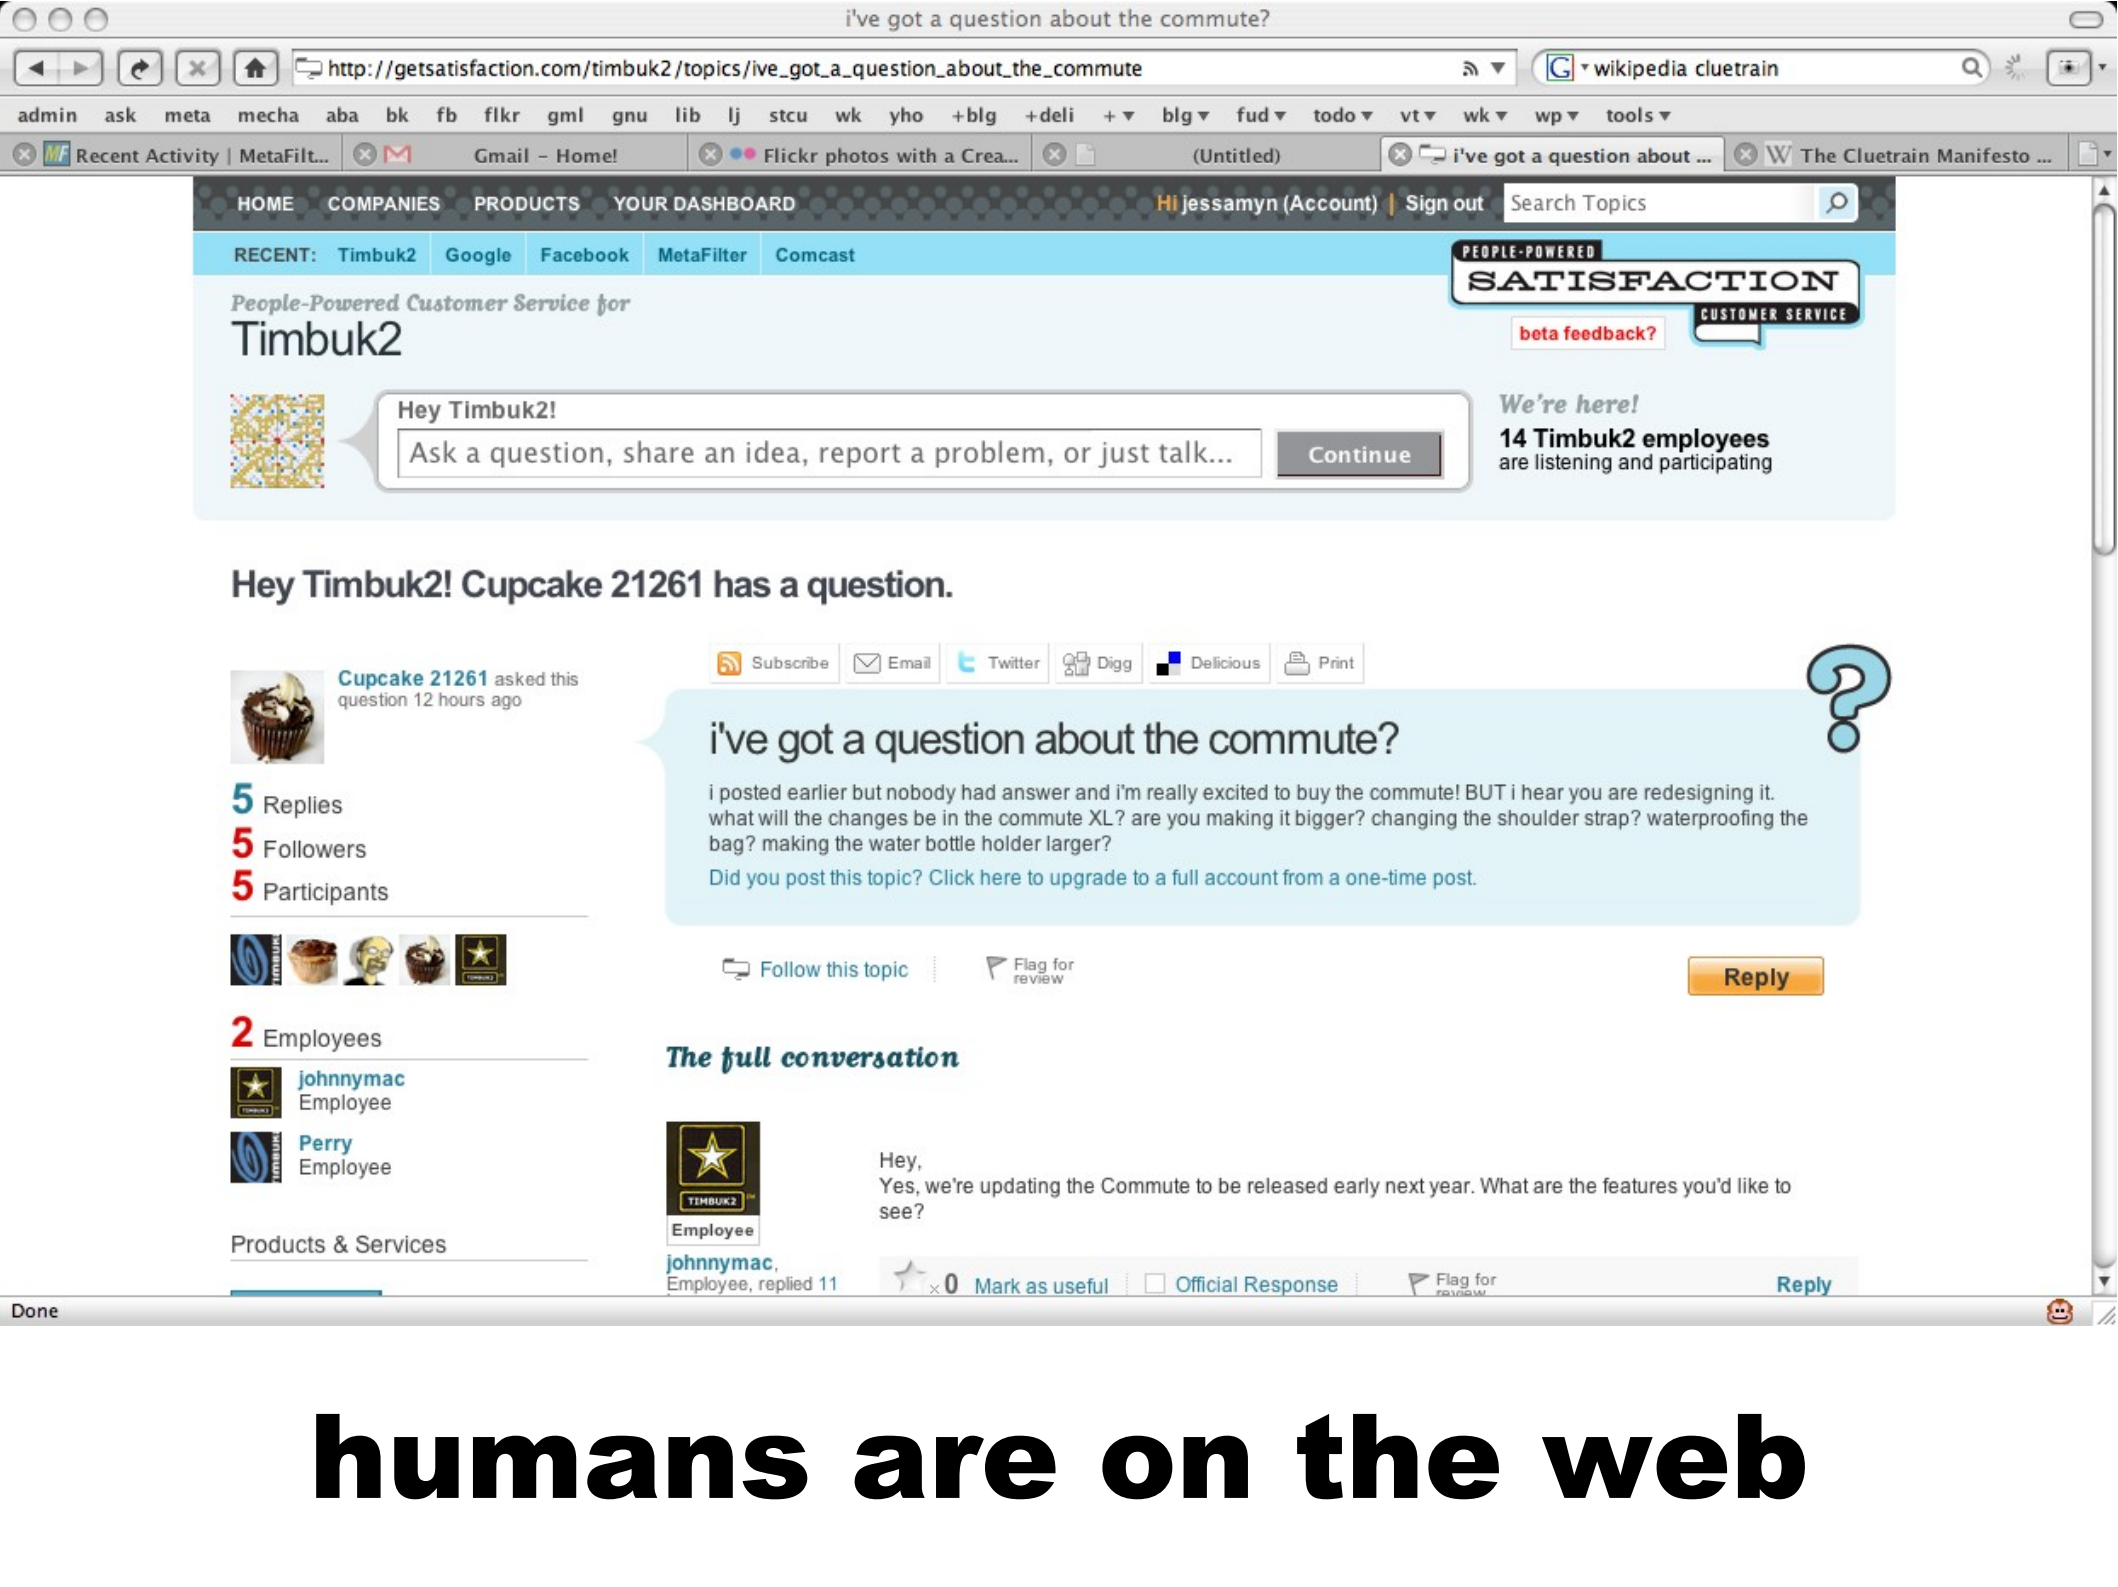 i've got a question about the commute?
http://getsatisfaction.com/timbuk2/topics/ive_got_a_question_about_the_commute
wikipedia cluetrain
admin ask meta mecha aba bk fb flkr gml gnu lib lj stcu wk yho +blg +deli + blg fud todo vt wk wp tools
Recent Activity | MetaFilt... Gmail - Home! Flickr photos with a Crea... (Untitled) i've got a question about ... The Cluetrain Manifesto ...
HOME COMPANIES PRODUCTS YOUR DASHBOARD Hi jessamyn (Account) | Sign out Search Topics
RECENT: Timbuk2 Google Facebook MetaFilter Comcast
PEOPLE-POWERED
SATISFACTION
CUSTOMER SERVICE
beta feedback?
People-Powered Customer Service for
Timbuk2
Hey Timbuk2!
Ask a question, share an idea, report a problem, or just talk... Continue
We're here!
14 Timbuk2 employees
are listening and participating
Hey Timbuk2! Cupcake 21261 has a question.
Cupcake 21261 asked this
question 12 hours ago
5 Replies
5 Followers
5 Participants
2 Employees
johnnymac
Employee
Perry
Employee
Products & Services
Subscribe Email Twitter Digg Delicious Print
i've got a question about the commute?
i posted earlier but nobody had answer and i'm really excited to buy the commute! BUT i hear you are redesigning it.
what will the changes be in the commute XL? are you making it bigger? changing the shoulder strap? waterproofing the
bag? making the water bottle holder larger?
Did you post this topic? Click here to upgrade to a full account from a one-time post.
Follow this topic
Flag for
review
Reply
The full conversation
TIMBUK2
Employee
johnnymac,
Employee, replied 11
Hey,
Yes, we're updating the Commute to be released early next year. What are the features you'd like to
see?
x 0 Mark as useful Official Response
Flag for
review
Reply
Done
humans are on the web